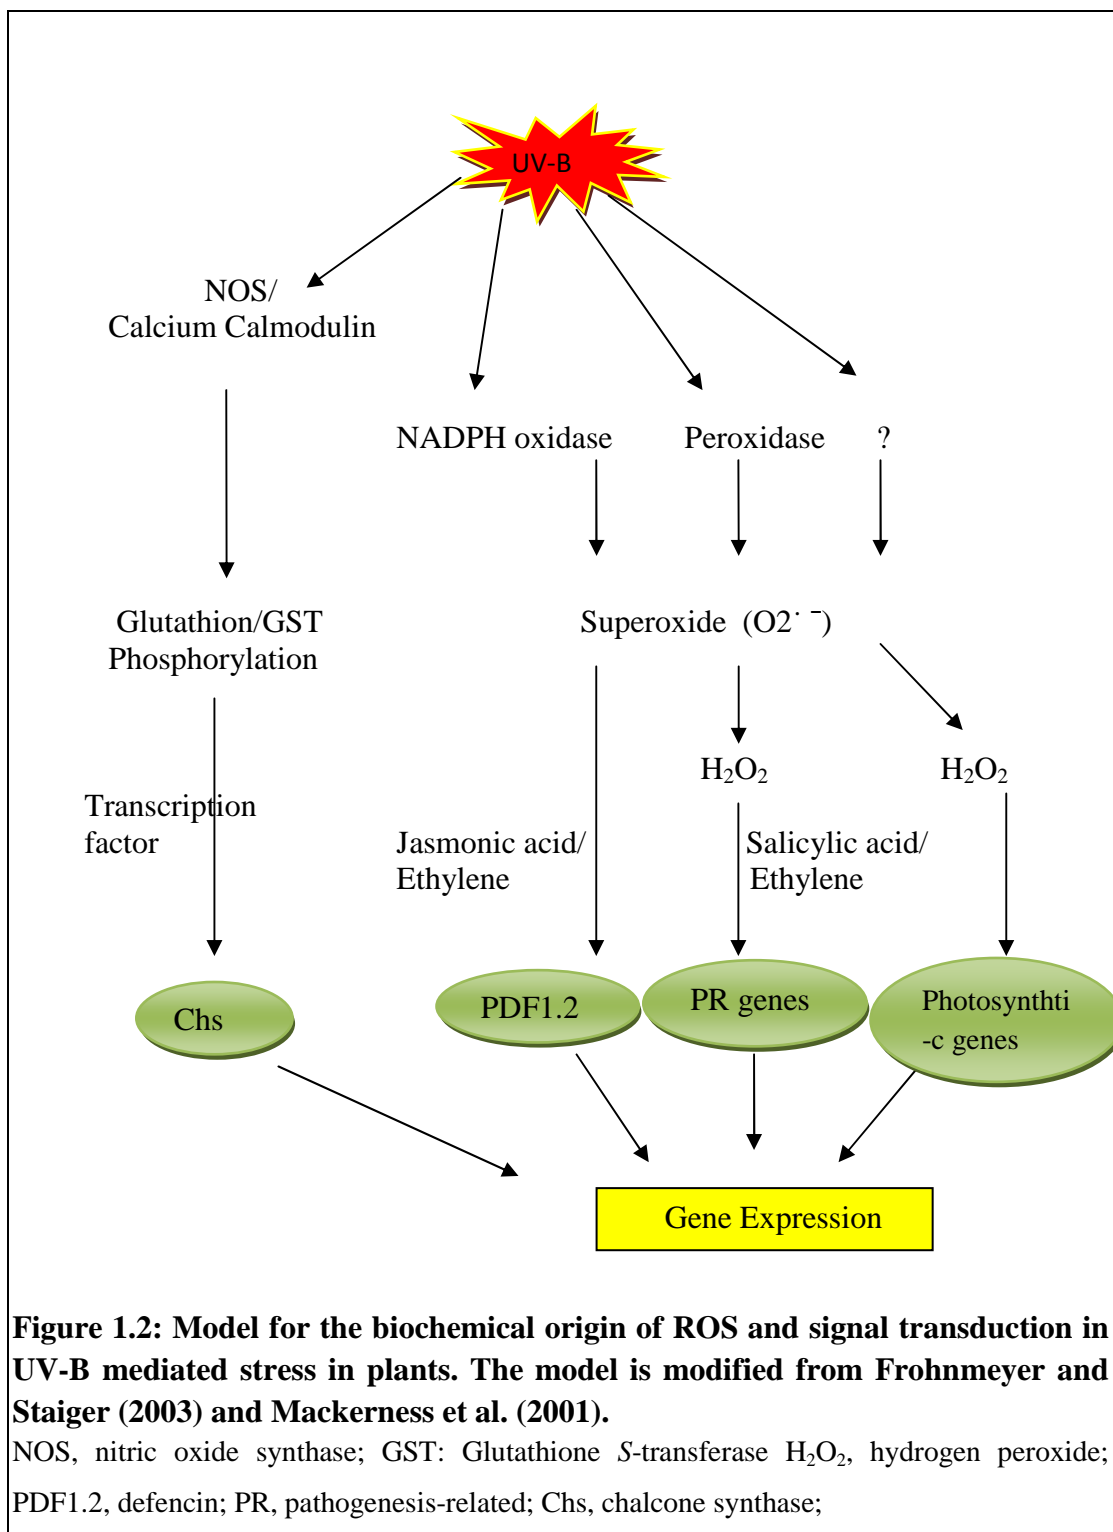 UV-B
NOS/
Calcium Calmodulin
NADPH oxidase
Peroxidase
?
Glutathion/GST
Phosphorylation
Superoxide (O2˙ ‾)
H₂O₂
H₂O₂
Transcription
factor
Jasmonic acid/
Ethylene
Salicylic acid/
Ethylene
Chs
PDF1.2
PR genes
Photosynthti
-c genes
Gene Expression
Figure 1.2: Model for the biochemical origin of ROS and signal transduction in
UV-B mediated stress in plants. The model is modified from Frohnmeyer and
Staiger (2003) and Mackerness et al. (2001).
NOS, nitric oxide synthase; GST: Glutathione S-transferase H₂O₂, hydrogen peroxide;
PDF1.2, defencin; PR, pathogenesis-related; Chs, chalcone synthase;